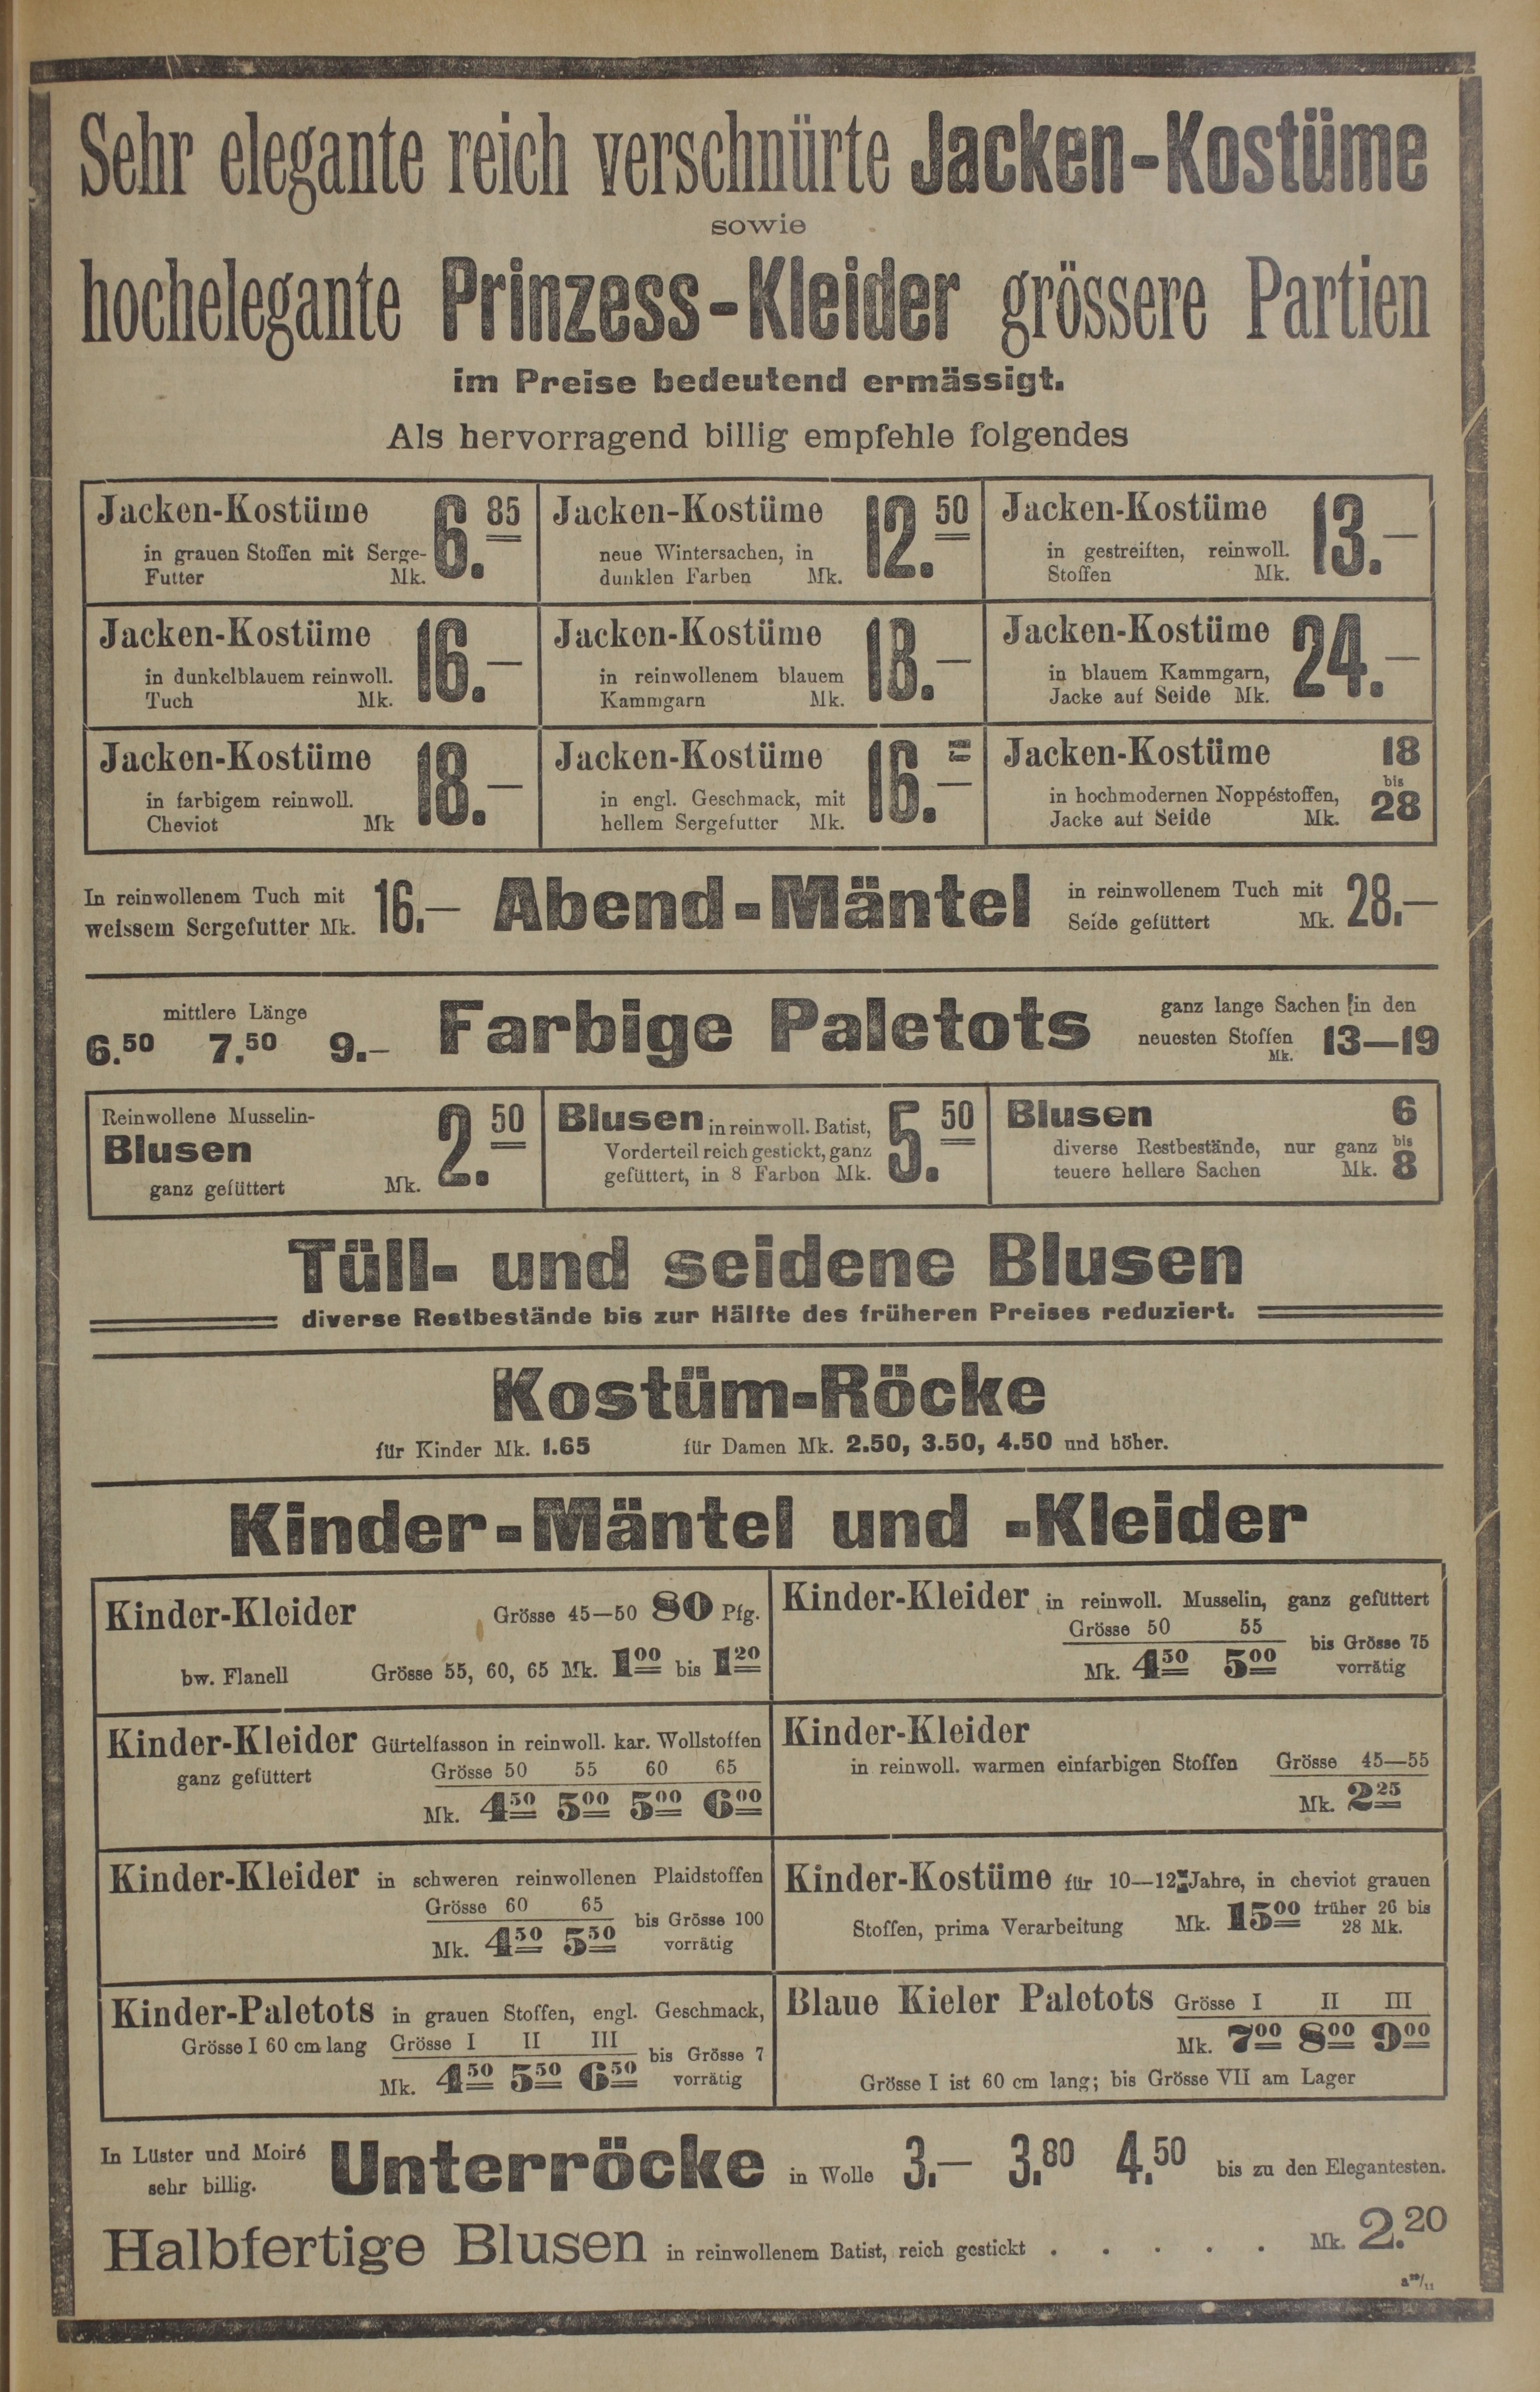 Sehr elegante reich verschnürte Jacken-Kostüme
sowie
hochelegante Prinzess-Kleider grössere Partien
im Preise bedeutend ermässigt.
Als hervorragend billig empfehle folgendes
Jacken-Kostüme
in grauen Stoffen mit Serge-
Futter Mk. 6.85
Jacken-Kostüme
neue Wintersachen, in
dunklen Farben Mk. 12.50
Jacken-Kostüme
in gestreiften, reinwoll.
Stoffen Mk. 13.—
Jacken-Kostüme
in dunkelblauem reinwoll.
Tuch Mk. 16.—
Jacken-Kostüme
in reinwollenem blauem
Kammgarn Mk. 18.—
Jacken-Kostüme
in blauem Kammgarn,
Jacke auf Seide Mk. 24.—
Jacken-Kostüme
in farbigem reinwoll.
Cheviot Mk 18.—
Jacken-Kostüme
in engl. Geschmack, mit
hellem Sergefutter Mk. 16.—
Jacken-Kostüme
in hochmodernen Noppéstoffen,
Jacke auf Seide Mk. 18 bis 28
In reinwollenem Tuch mit
weissem Sergefutter Mk. 16.—
Abend-Mäntel
in reinwollenem Tuch mit
Seide gefüttert Mk. 28.—
mittlere Länge
6.50 7.50 9.—
Farbige Paletots
ganz lange Sachen in den
neuesten Stoffen Mk. 13—19
Reinwollene Musselin-
Blusen
ganz gefüttert Mk. 2.50
Blusen in reinwoll. Batist,
Vorderteil reich gestickt, ganz
gefüttert, in 8 Farben Mk. 5.50
Blusen
diverse Restbestände, nur ganz
teuere hellere Sachen Mk. 6 bis 8
Tüll- und seidene Blusen
diverse Restbestände bis zur Hälfte des früheren Preises reduziert.
Kostüm-Röcke
für Kinder Mk. 1.65 für Damen Mk. 2.50, 3.50, 4.50 und höher.
Kinder-Mäntel und -Kleider
Kinder-Kleider Grösse 45—50 80 Pfg.
bw. Flanell Grösse 55, 60, 65 Mk. 1 00 bis 1 20
Kinder-Kleider in reinwoll. Musselin, ganz gefüttert
Grösse 50 55
Mk. 4 50 5 00
bis Grösse 75
vorrätig
Kinder-Kleider Gürtelfasson in reinwoll. kar. Wollstoffen
ganz gefüttert Grösse 50 55 60 65
Mk. 4 50 5 00 5 00 6 00
Kinder-Kleider
in reinwoll. warmen einfarbigen Stoffen Grösse 45—55
Mk. 2 25
Kinder-Kleider in schweren reinwollenen Plaidstoffen
Grösse 60 65
Mk. 4 50 5 50
bis Grösse 100
vorrätig
Kinder-Kostüme für 10—12 Jahre, in cheviot grauen
Stoffen, prima Verarbeitung Mk. 15 00 früher 26 bis
28 Mk.
Kinder-Paletots in grauen Stoffen, engl. Geschmack,
Grösse I 60 cm lang Grösse I II III
Mk. 4 50 5 50 6 50
bis Grösse 7
vorrätig
Blaue Kieler Paletots Grösse I II III
Mk. 7 00 8 00 9 00
Grösse I ist 60 cm lang; bis Grösse VII am Lager
In Lüster und Moiré
sehr billig.
Unterröcke in Wolle 3.— 3.80 4.50 bis zu den Elegantesten.
Halbfertige Blusen in reinwollenem Batist, reich gestickt . . . . . Mk. 2.20